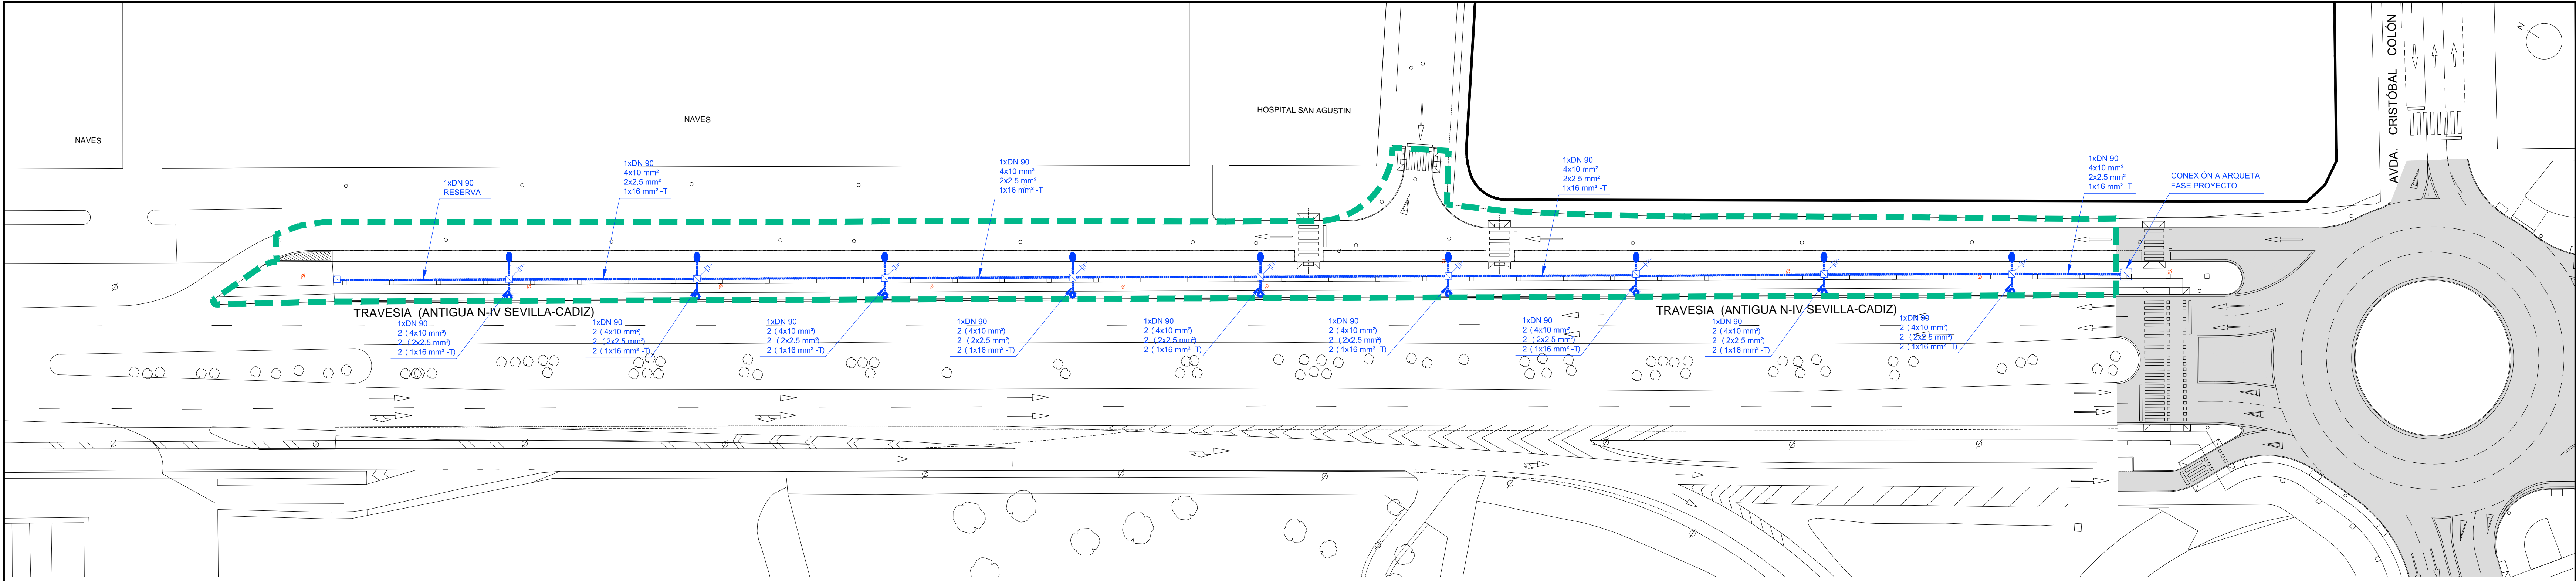 NAVES
NAVES
HOSPITAL SAN AGUSTIN
AVDA. CRISTÓBAL COLÓN
N
1xDN 90
RESERVA
1xDN 90
4x10 mm²
2x2,5 mm²
1x16 mm² -T
1xDN 90
4x10 mm²
2x2.5 mm²
1x16 mm² -T
1xDN 90
4x10 mm²
2x2.5 mm²
1x16 mm² -T
1xDN 90
4x10 mm²
2x2,5 mm²
1x16 mm² -T
CONEXIÓN A ARQUETA
FASE PROYECTO
TRAVESIA (ANTIGUA N-IV SEVILLA-CADIZ)
TRAVESIA (ANTIGUA N-IV SEVILLA-CADIZ)
1xDN 90
2 ( 4x10 mm²)
2 ( 2x2,5 mm²)
2 ( 1x16 mm² -T)
1xDN 90
2 ( 4x10 mm²)
2 ( 2x2,5 mm²)
2 ( 1x16 mm² -T)
1xDN 90
2 ( 4x10 mm²)
2 ( 2x2.5 mm²)
2 ( 1x16 mm² -T)
1xDN 90
2 ( 4x10 mm²)
2 ( 2x2.5 mm²)
2 ( 1x16 mm² -T)
1xDN 90
2 ( 4x10 mm²)
2 ( 2x2,5 mm²)
2 ( 1x16 mm² -T)
1xDN 90
2 ( 4x10 mm²)
2 ( 2x2.5 mm²)
2 ( 1x16 mm² -T)
1xDN 90
2 ( 4x10 mm²)
2 ( 2x2.5 mm²)
2 ( 1x16 mm² -T)
1xDN 90
2 ( 4x10 mm²)
2 ( 2x2,5 mm²)
2 ( 1x16 mm² -T)
1xDN 90
2 ( 4x10 mm²)
2 ( 2x2.5 mm²)
2 ( 1x16 mm² -T)